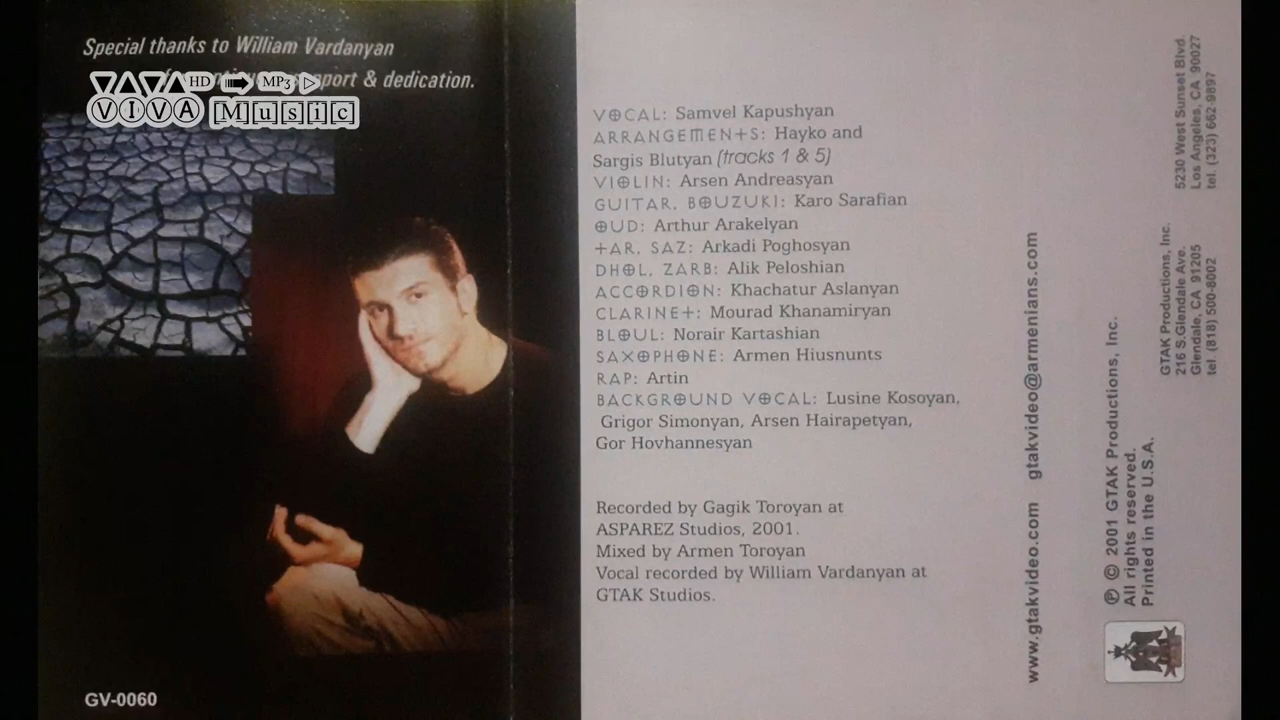 Special thanks to William Vardanyan
support & dedication.
HD MP3
VIVA Music
GV-0060
VOCAL: Samvel Kapushyan
ARRANGEMENTS: Hayko and
Sargis Blutyan (tracks 1 & 5)
VIOLIN: Arsen Andreasyan
GUITAR, BOUZUKI: Karo Sarafian
OUD: Arthur Arakelyan
TAR, SAZ: Arkadi Poghosyan
DHOL, ZARB: Alik Peloshian
ACCORDION: Khachatur Aslanyan
CLARINET: Mourad Khanamiryan
BLOUL: Norair Kartashian
SAXOPHONE: Armen Hiusnunts
RAP: Artin
BACKGROUND VOCAL: Lusine Kosoyan,
Grigor Simonyan, Arsen Hairapetyan,
Gor Hovhannesyan
Recorded by Gagik Toroyan at
ASPAREZ Studios, 2001.
Mixed by Armen Toroyan
Vocal recorded by William Vardanyan at
GTAK Studios.
www.gtakvideo.com gtakvideo@armenians.com
℗ © 2001 GTAK Productions, Inc.
All rights reserved.
Printed in the U.S.A.
GTAK Productions, Inc.
216 S.Glendale Ave.
Glendale, CA 91205
tel. (818) 500-8002
5230 West Sunset Blvd.
Los Angeles, CA 90027
tel. (323) 662-9897